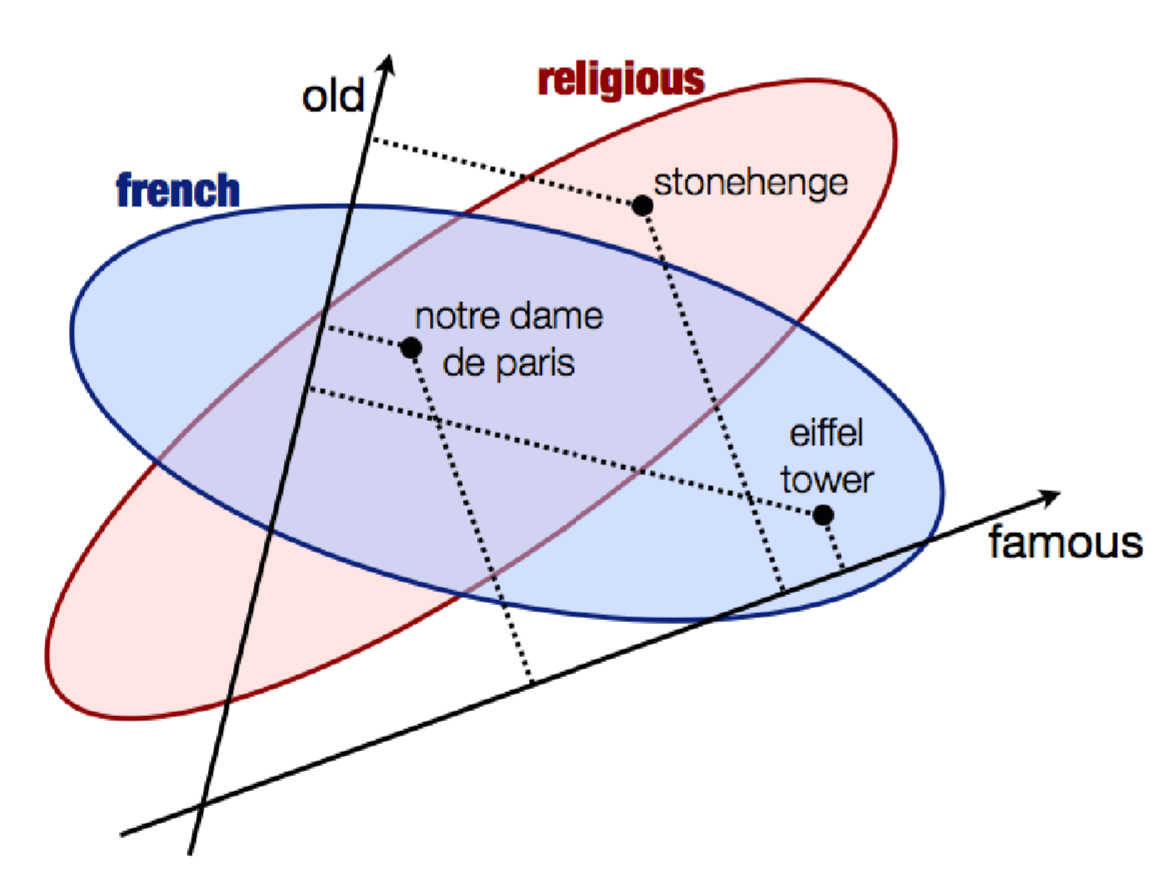 religious
old
stonehenge
french
notre dame
de paris
eiffel
tower
famous